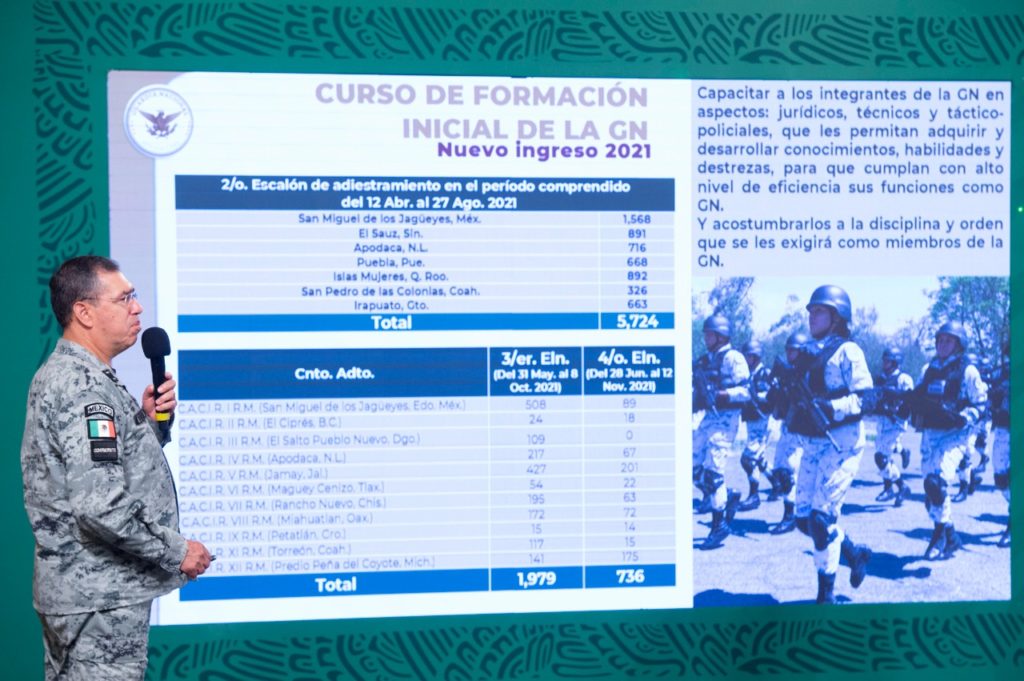 GUARDIA NACIONAL
CURSO DE FORMACIÓN
INICIAL DE LA GN
Nuevo ingreso 2021
2/o. Escalón de adiestramiento en el período comprendido
del 12 Abr. al 27 Ago. 2021
San Miguel de los Jagüeyes, Méx. 1,568
El Sauz, Sin. 891
Apodaca, N.L. 716
Puebla, Pue. 668
Islas Mujeres, Q. Roo. 892
San Pedro de las Colonias, Coah. 326
Irapuato, Gto. 663
Total 5,724
Cnto. Adto. 3/er. Eln. 4/o. Eln.
(Del 31 May. al 8 (Del 28 Jun. al 12
Oct. 2021) Nov. 2021)
C.A.C.I.R. I R.M. (San Miguel de los Jagüeyes, Edo. Méx.) 508 89
C.A.C.I.R. II R.M. (El Ciprés, B.C.) 24 18
C.A.C.I.R. III R.M. (El Salto Pueblo Nuevo, Dgo.) 109 0
C.A.C.I.R. IV R.M. (Apodaca, N.L.) 217 67
C.A.C.I.R. V R.M. (Jamay, Jal.) 427 201
C.A.C.I.R. VI R.M. (Maguey Cenizo, Tlax.) 54 22
C.A.C.I.R. VII R.M. (Rancho Nuevo, Chis.) 195 63
C.A.C.I.R. VIII R.M. (Miahuatlan, Oax.) 172 72
C.A.C.I.R. IX R.M. (Petatlán, Gro.) 15 14
R. XI R.M. (Torreón, Coah.) 117 15
R. XII R.M. (Predio Peña del Coyote, Mich.) 141 175
Total 1,979 736
Capacitar a los integrantes de la GN en
aspectos: jurídicos, técnicos y táctico-
policiales, que les permitan adquirir y
desarrollar conocimientos, habilidades y
destrezas, para que cumplan con alto
nivel de eficiencia sus funciones como
GN.
Y acostumbrarlos a la disciplina y orden
que se les exigirá como miembros de la
GN.
MÉXICO